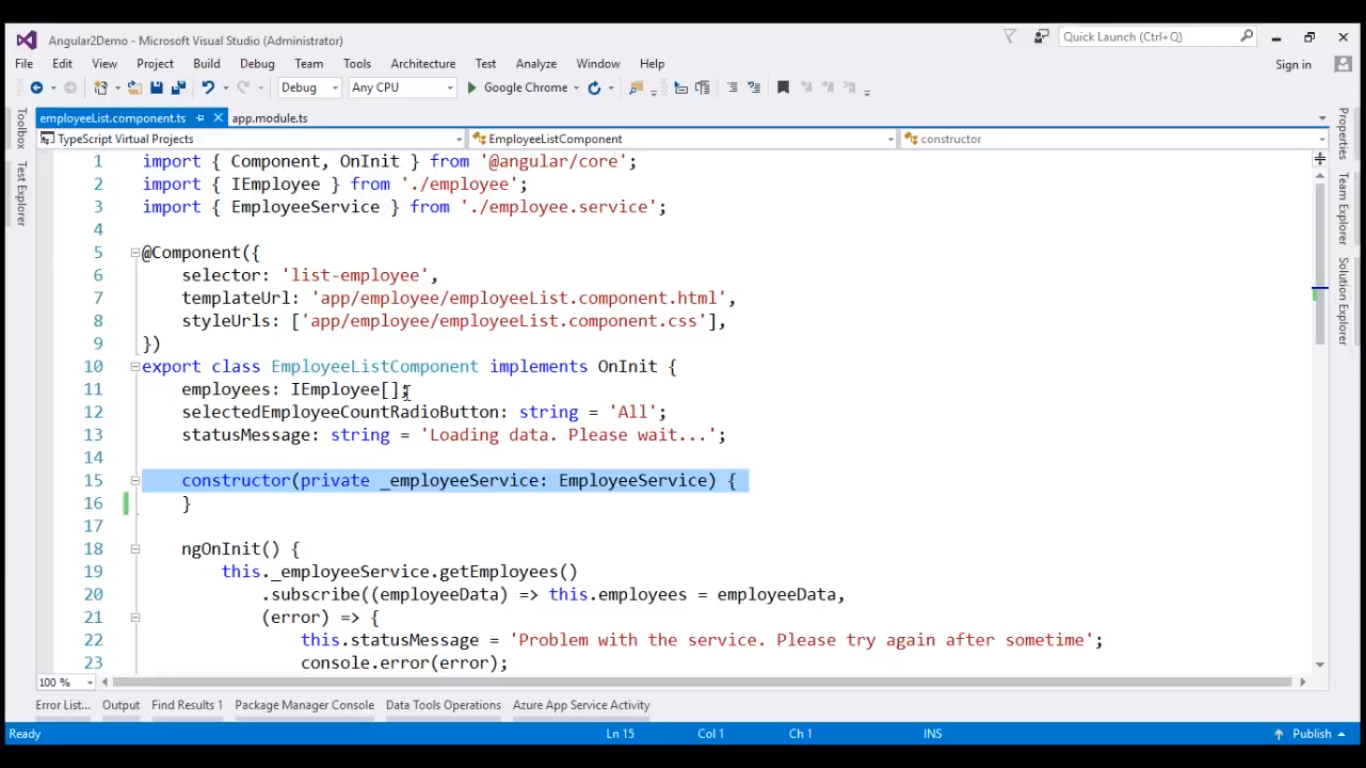 Angular2Demo - Microsoft Visual Studio (Administrator)
Quick Launch (Ctrl+Q)
File Edit View Project Build Debug Team Tools Architecture Test Analyze Window Help
Sign in
Debug Any CPU Google Chrome
Toolbox
Test Explorer
employeeList.component.ts app.module.ts
TypeScript Virtual Projects EmployeeListComponent constructor
1 import { Component, OnInit } from '@angular/core';
2 import { IEmployee } from './employee';
3 import { EmployeeService } from './employee.service';
4
5 @Component({
6 selector: 'list-employee',
7 templateUrl: 'app/employee/employeeList.component.html',
8 styleUrls: ['app/employee/employeeList.component.css'],
9 })
10 export class EmployeeListComponent implements OnInit {
11 employees: IEmployee[];
12 selectedEmployeeCountRadioButton: string = 'All';
13 statusMessage: string = 'Loading data. Please wait...';
14
15 constructor(private _employeeService: EmployeeService) {
16 }
17
18 ngOnInit() {
19 this._employeeService.getEmployees()
20 .subscribe((employeeData) => this.employees = employeeData,
21 (error) => {
22 this.statusMessage = 'Problem with the service. Please try again after sometime';
23 console.error(error);
Properties
Team Explorer
Solution Explorer
100 %
Error List... Output Find Results 1 Package Manager Console Data Tools Operations Azure App Service Activity
Ready Ln 15 Col 1 Ch 1 INS Publish